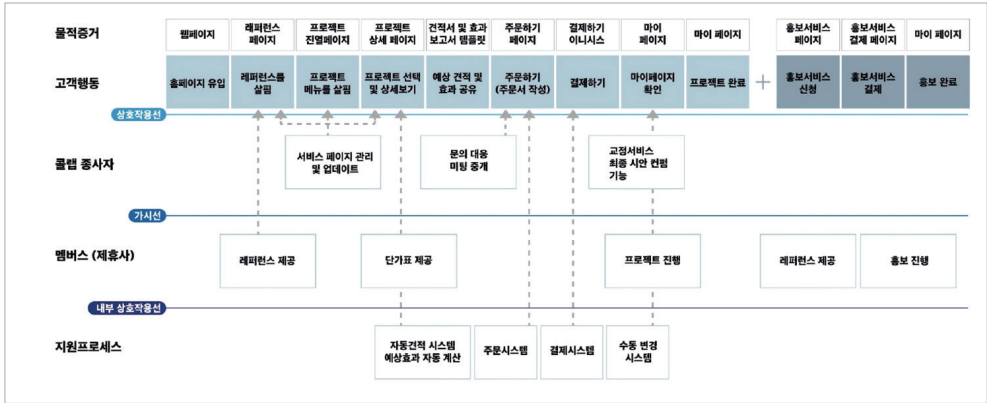 물적증거
웹페이지
래퍼런스
페이지
프로젝트
진열페이지
프로젝트
상세 페이지
견적서 및 효과
보고서 템플릿
주문하기
페이지
결제하기
이니시스
마이
페이지
마이 페이지
홍보서비스
페이지
홍보서비스
결제 페이지
마이 페이지
고객행동
홈페이지 유입
레퍼런스를
살핌
프로젝트
메뉴를 살핌
프로젝트 선택
및 상세보기
예상 견적 및
효과 공유
주문하기
(주문서 작성)
결제하기
마이페이지
확인
프로젝트 완료
+
홍보서비스
신청
홍보서비스
결제
홍보 완료
상호작용선
콜랩 종사자
서비스 페이지 관리
및 업데이트
문의 대응
미팅 중개
교정서비스
최종 시안 컨펌
기능
가시선
멤버스 (제휴사)
레퍼런스 제공
단가표 제공
프로젝트 진행
레퍼런스 제공
홍보 진행
내부 상호작용선
지원프로세스
자동견적 시스템
예상효과 자동 계산
주문시스템
결제시스템
수동 변경
시스템